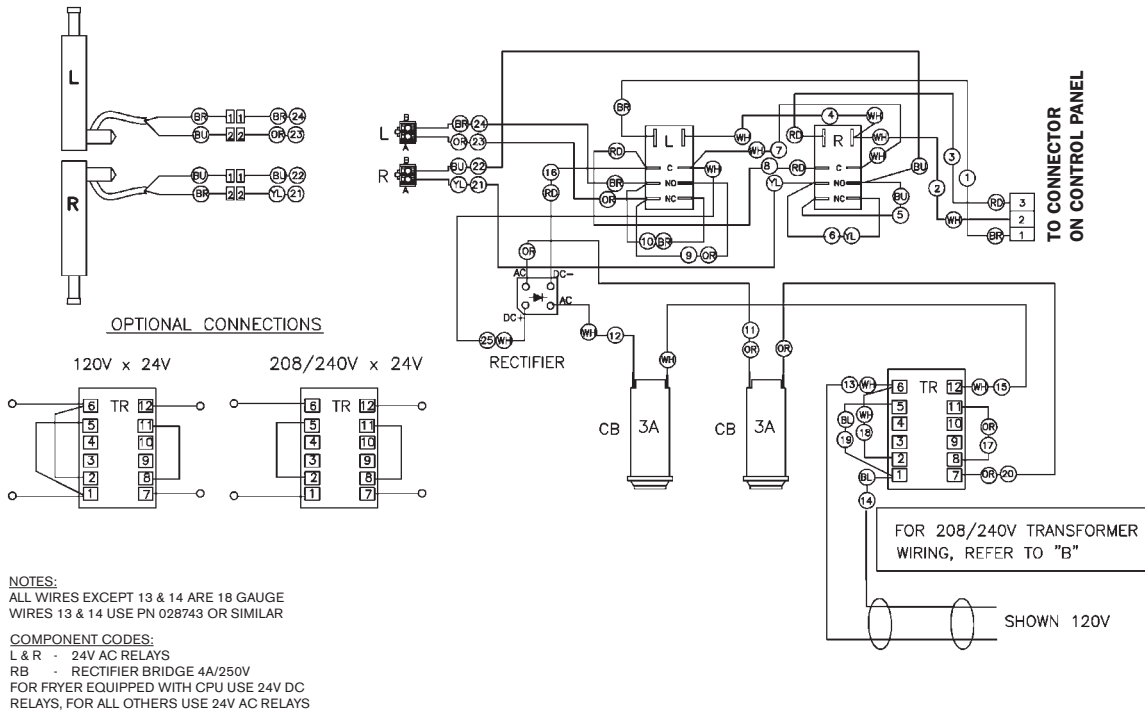 L
BR 1 1 BR 24
BU 2 2 OR 23
R
BU 1 1 BU 22
BR 2 2 YL 21
B
L
A
BR 24
OR 23
B
R
A
BU 22
YL 21
BR
L
WH
4
WH
RD
R
WH
WH
7
WH
RD
C
WH
8
RD
C
3
1
BU
16
RD
BR
OR
NO
NC
YL
NO
NC
BU
2
5
6 YL
10 BR
9 OR
RD 3
WH 2
BR 1
TO CONNECTOR
ON CONTROL PANEL
OR
AC DC-
AC
DC+
25 WH
RECTIFIER
WH 12
WH
11
OR
OR
CB 3A
CB 3A
13 WH 6 TR 12 WH 15
BL 5 11
WH 4 10 OR
19 18 3 9 17
2 8
1 7 OR 20
BL
14
FOR 208/240V TRANSFORMER
WIRING, REFER TO "B"
SHOWN 120V
OPTIONAL CONNECTIONS
120V x 24V
6 TR 12
5 11
4 10
3 9
2 8
1 7
208/240V x 24V
6 TR 12
5 11
4 10
3 9
2 8
1 7
NOTES:
ALL WIRES EXCEPT 13 & 14 ARE 18 GAUGE
WIRES 13 & 14 USE PN 028743 OR SIMILAR
COMPONENT CODES:
L & R - 24V AC RELAYS
RB - RECTIFIER BRIDGE 4A/250V
FOR FRYER EQUIPPED WITH CPU USE 24V DC
RELAYS, FOR ALL OTHERS USE 24V AC RELAYS